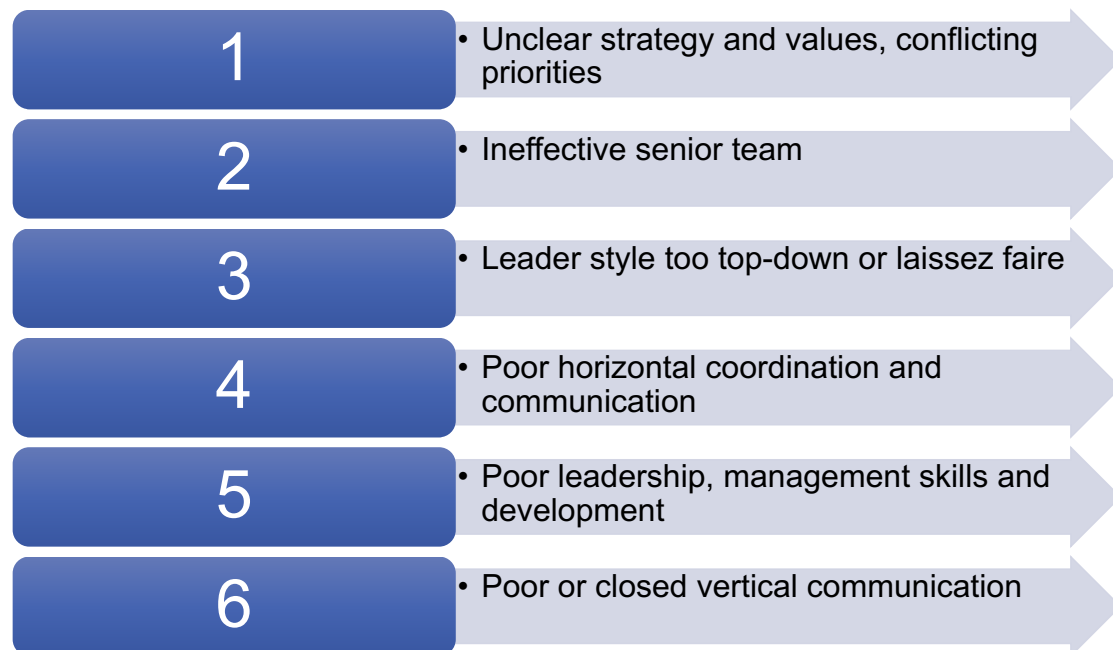 1
• Unclear strategy and values, conflicting
priorities
2
• Ineffective senior team
3
• Leader style too top-down or laissez faire
4
• Poor horizontal coordination and
communication
5
• Poor leadership, management skills and
development
6
• Poor or closed vertical communication